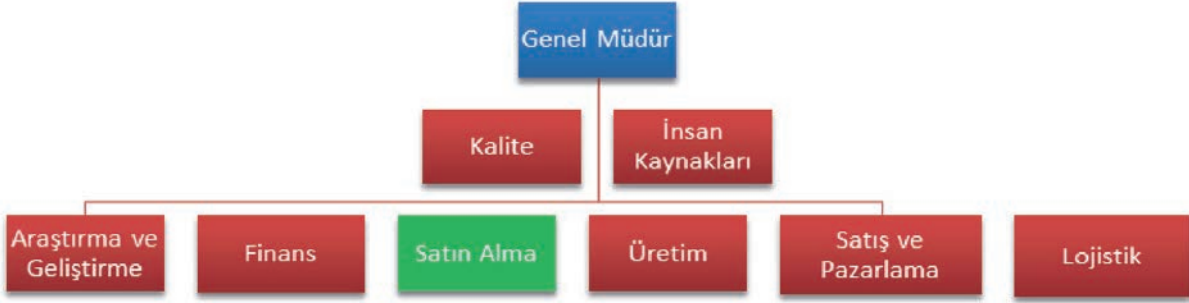 Genel Müdür
Kalite
İnsan
Kaynakları
Araştırma ve
Geliştirme
Finans
Satın Alma
Üretim
Satış ve
Pazarlama
Lojistik